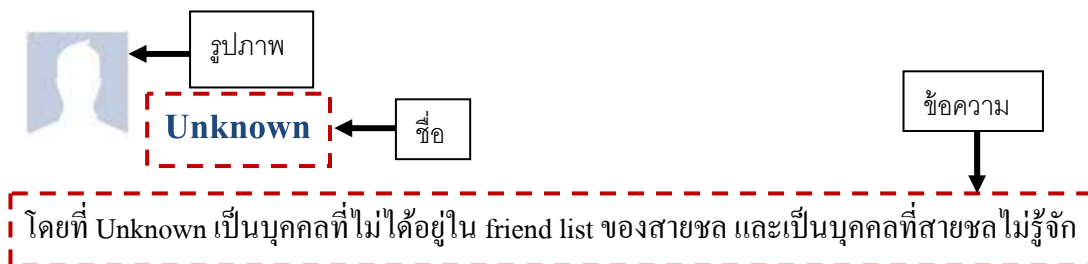 รูปภาพ
Unknown
ชื่อ
ข้อความ
โดยที่ Unknown เป็นบุคคลที่ไม่ได้อยู่ใน friend list ของสายชล และเป็นบุคคลที่สายชลไม่รู้จัก